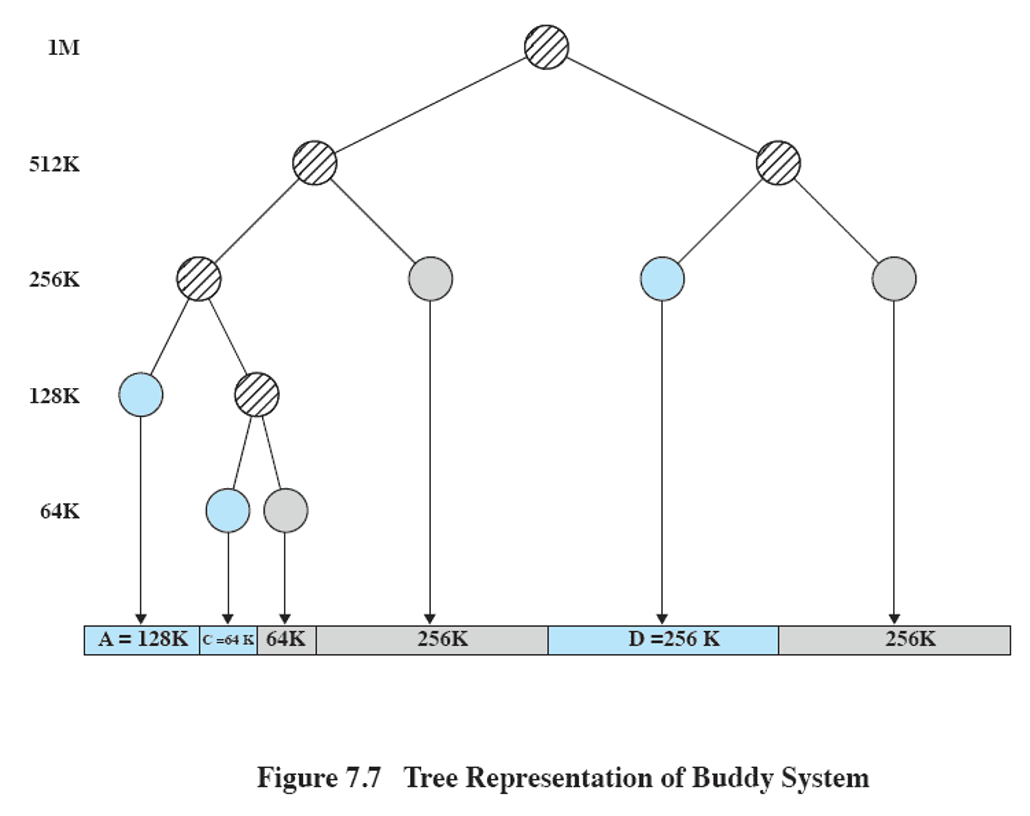 1M
512K
256K
128K
64K
A = 128K C =64 K 64K 256K D =256 K 256K
Figure 7.7 Tree Representation of Buddy System